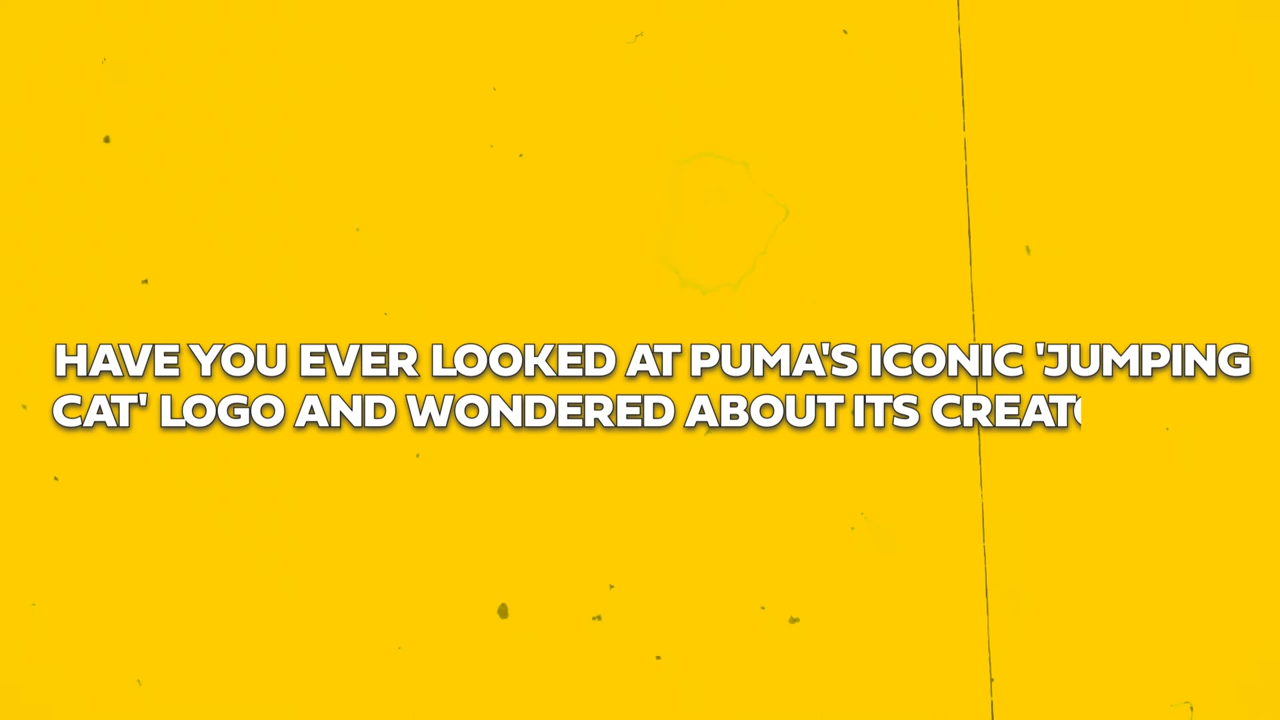 HAVE YOU EVER LOOKED AT PUMA'S ICONIC 'JUMPING
CAT' LOGO AND WONDERED ABOUT ITS